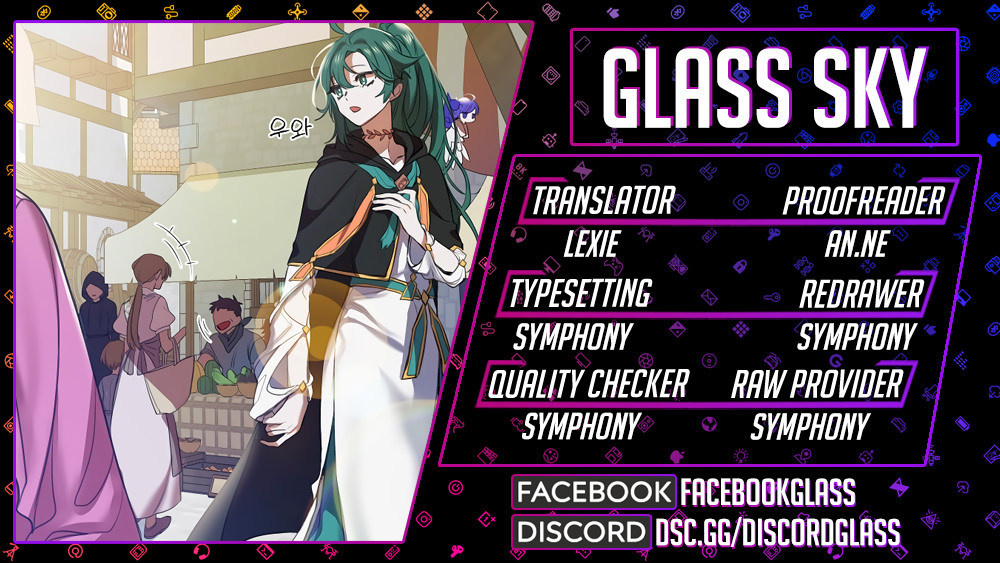 우와
GLASS SKY
TRANSLATOR PROOFREADER
LEXIE AN.NE
TYPESETTING REDRAWER
SYMPHONY SYMPHONY
QUALITY CHECKER RAW PROVIDER
SYMPHONY SYMPHONY
FACEBOOK FACEBOOKGLASS
DISCORD DSC.GG/DISCORDGLASS